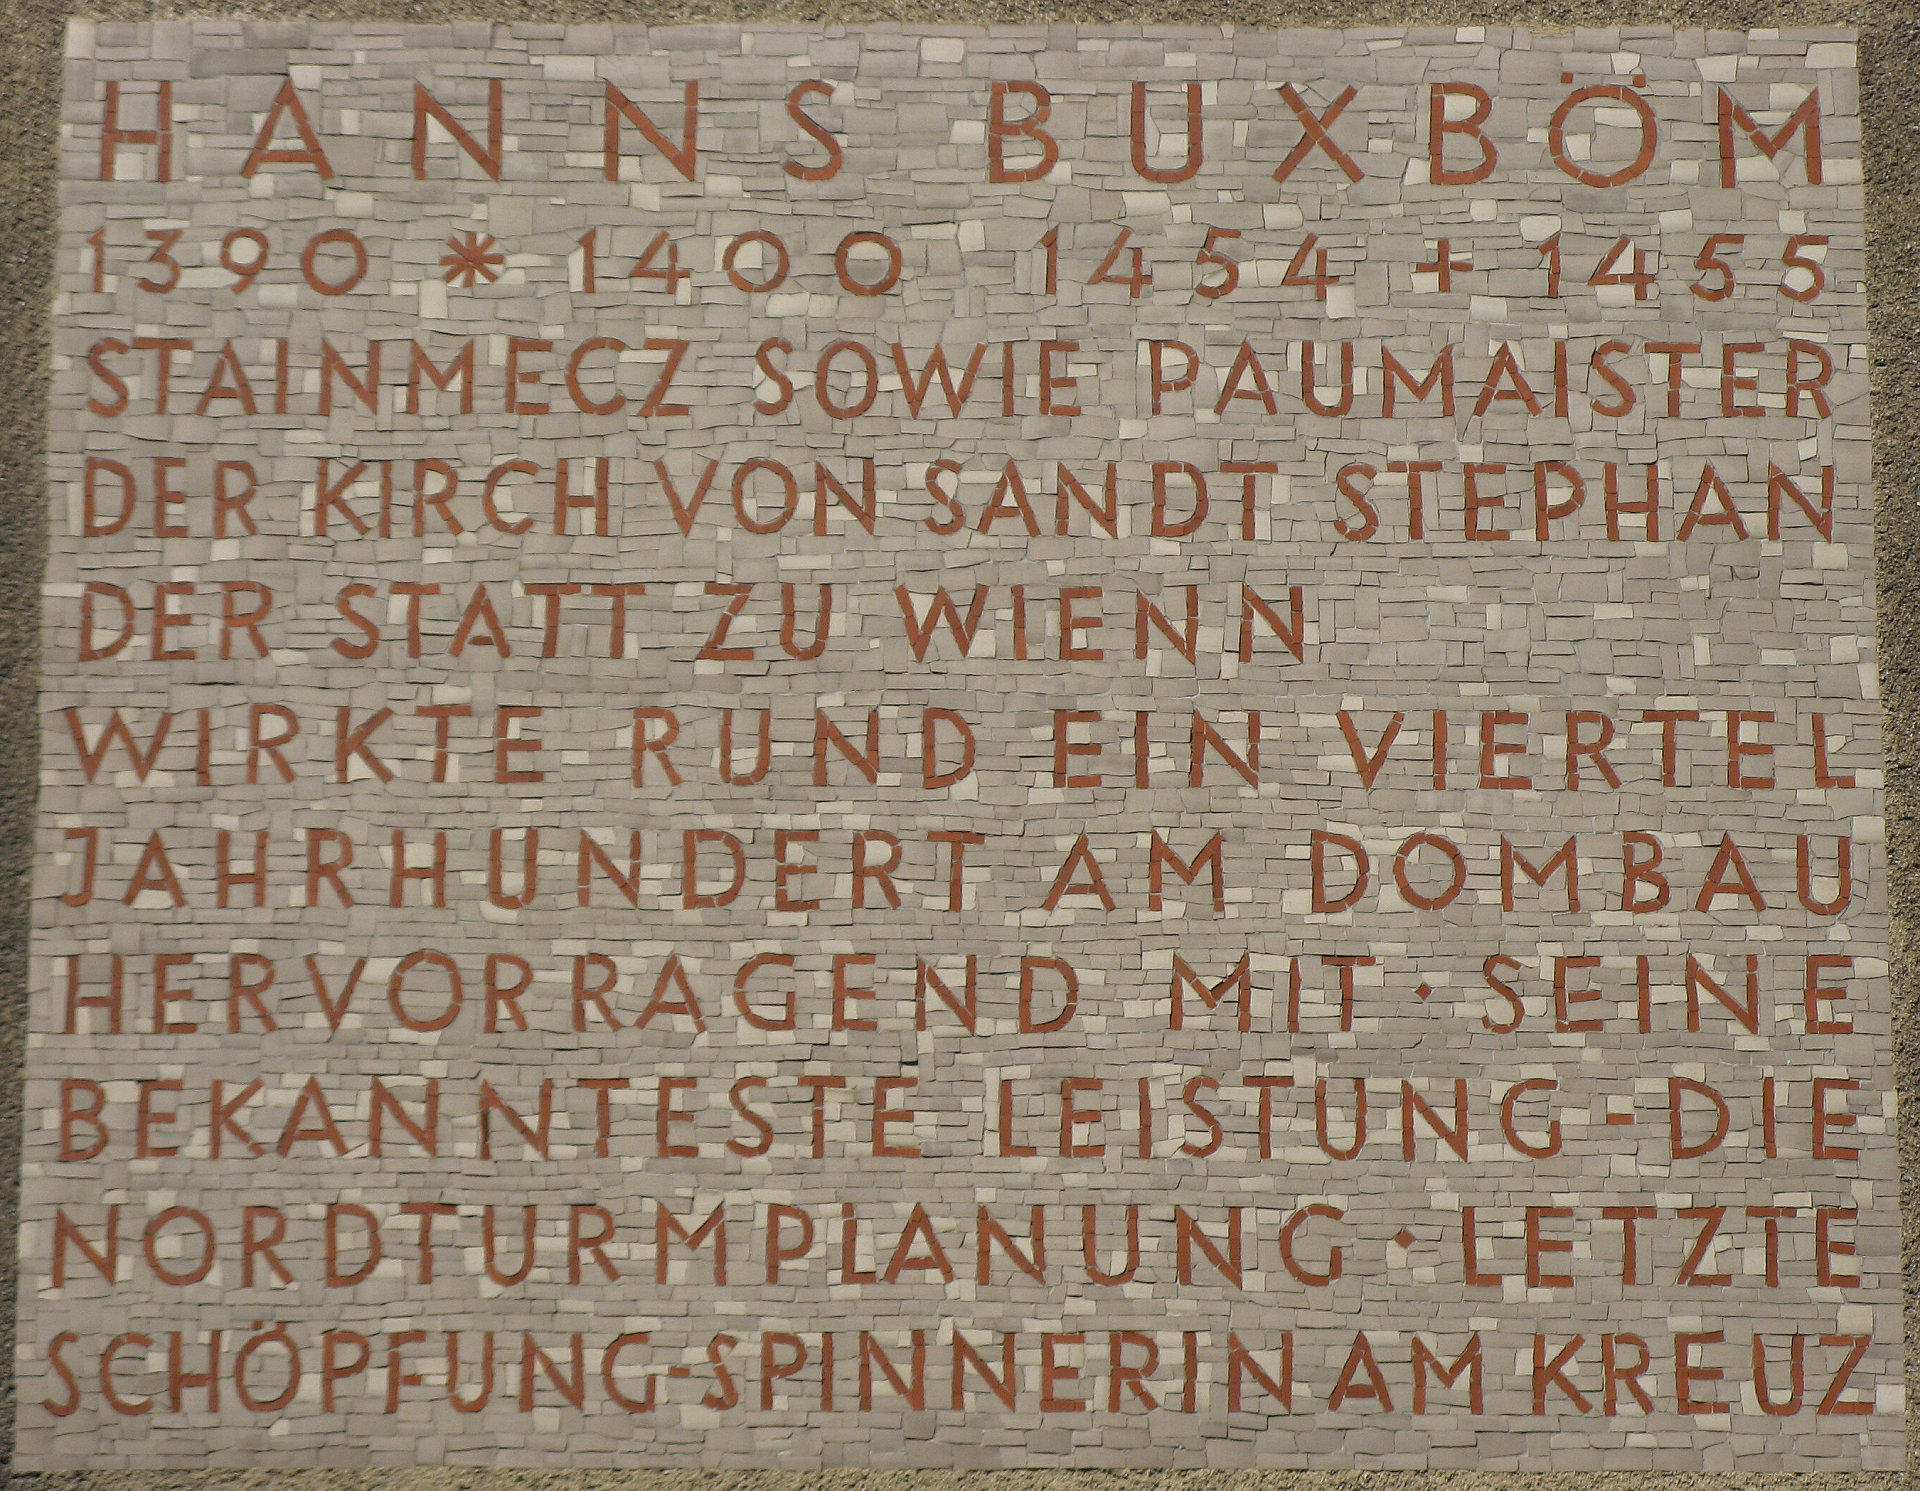 HANNS BUXBÖM
1390 * 1400 1454 + 1455
STAINMECZ SOWIE PAUMAISTER
DER KIRCH VON SANDT STEPHAN
DER STATT ZU WIENN
WIRKTE RUND EIN VIERTEL
JAHRHUNDERT AM DOMBAU
HERVORRAGEND MIT · SEINE
BEKANNTESTE LEISTUNG - DIE
NORDTURMPLANUNG · LETZTE
SCHÖPFUNG-SPINNERIN AM KREUZ